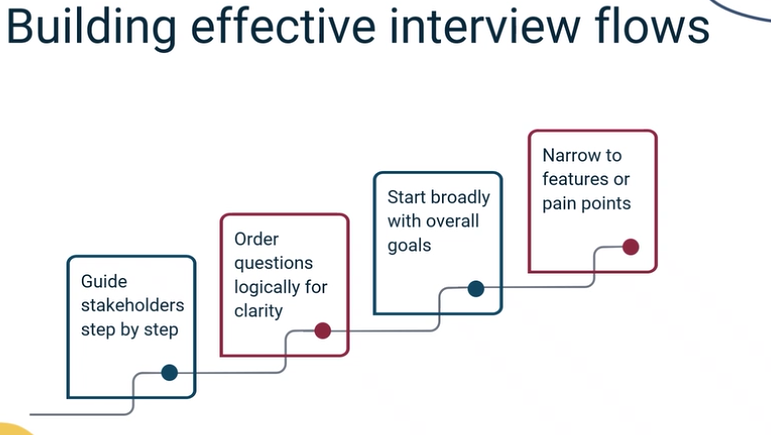 Building effective interview flows
Guide
stakeholders
step by step
Order
questions
logically for
clarity
Start broadly
with overall
goals
Narrow to
features or
pain points